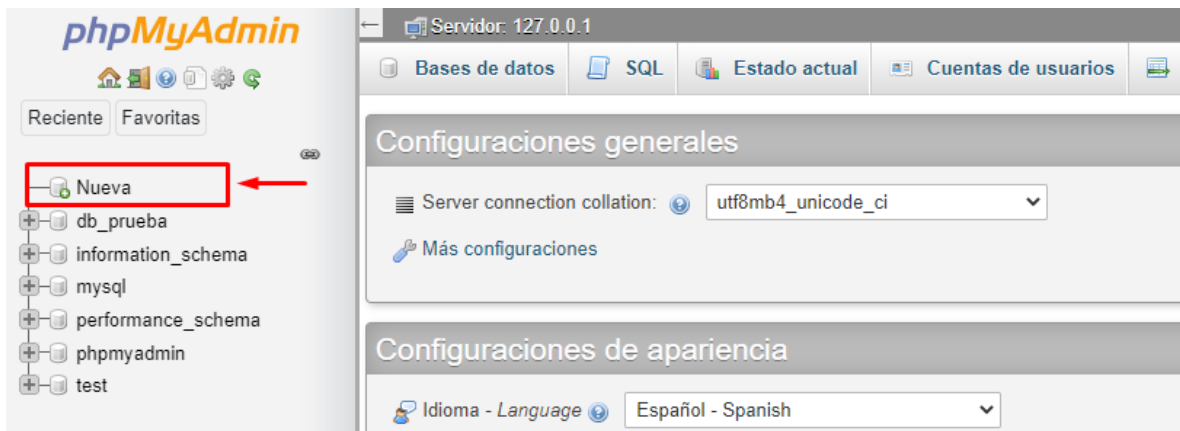 phpMyAdmin
Reciente Favoritas
Nueva
db_prueba
information_schema
mysql
performance_schema
phpmyadmin
test
Servidor: 127.0.0.1
Bases de datos SQL Estado actual Cuentas de usuarios
Configuraciones generales
Server connection collation: utf8mb4_unicode_ci
Más configuraciones
Configuraciones de apariencia
Idioma - Language Español - Spanish